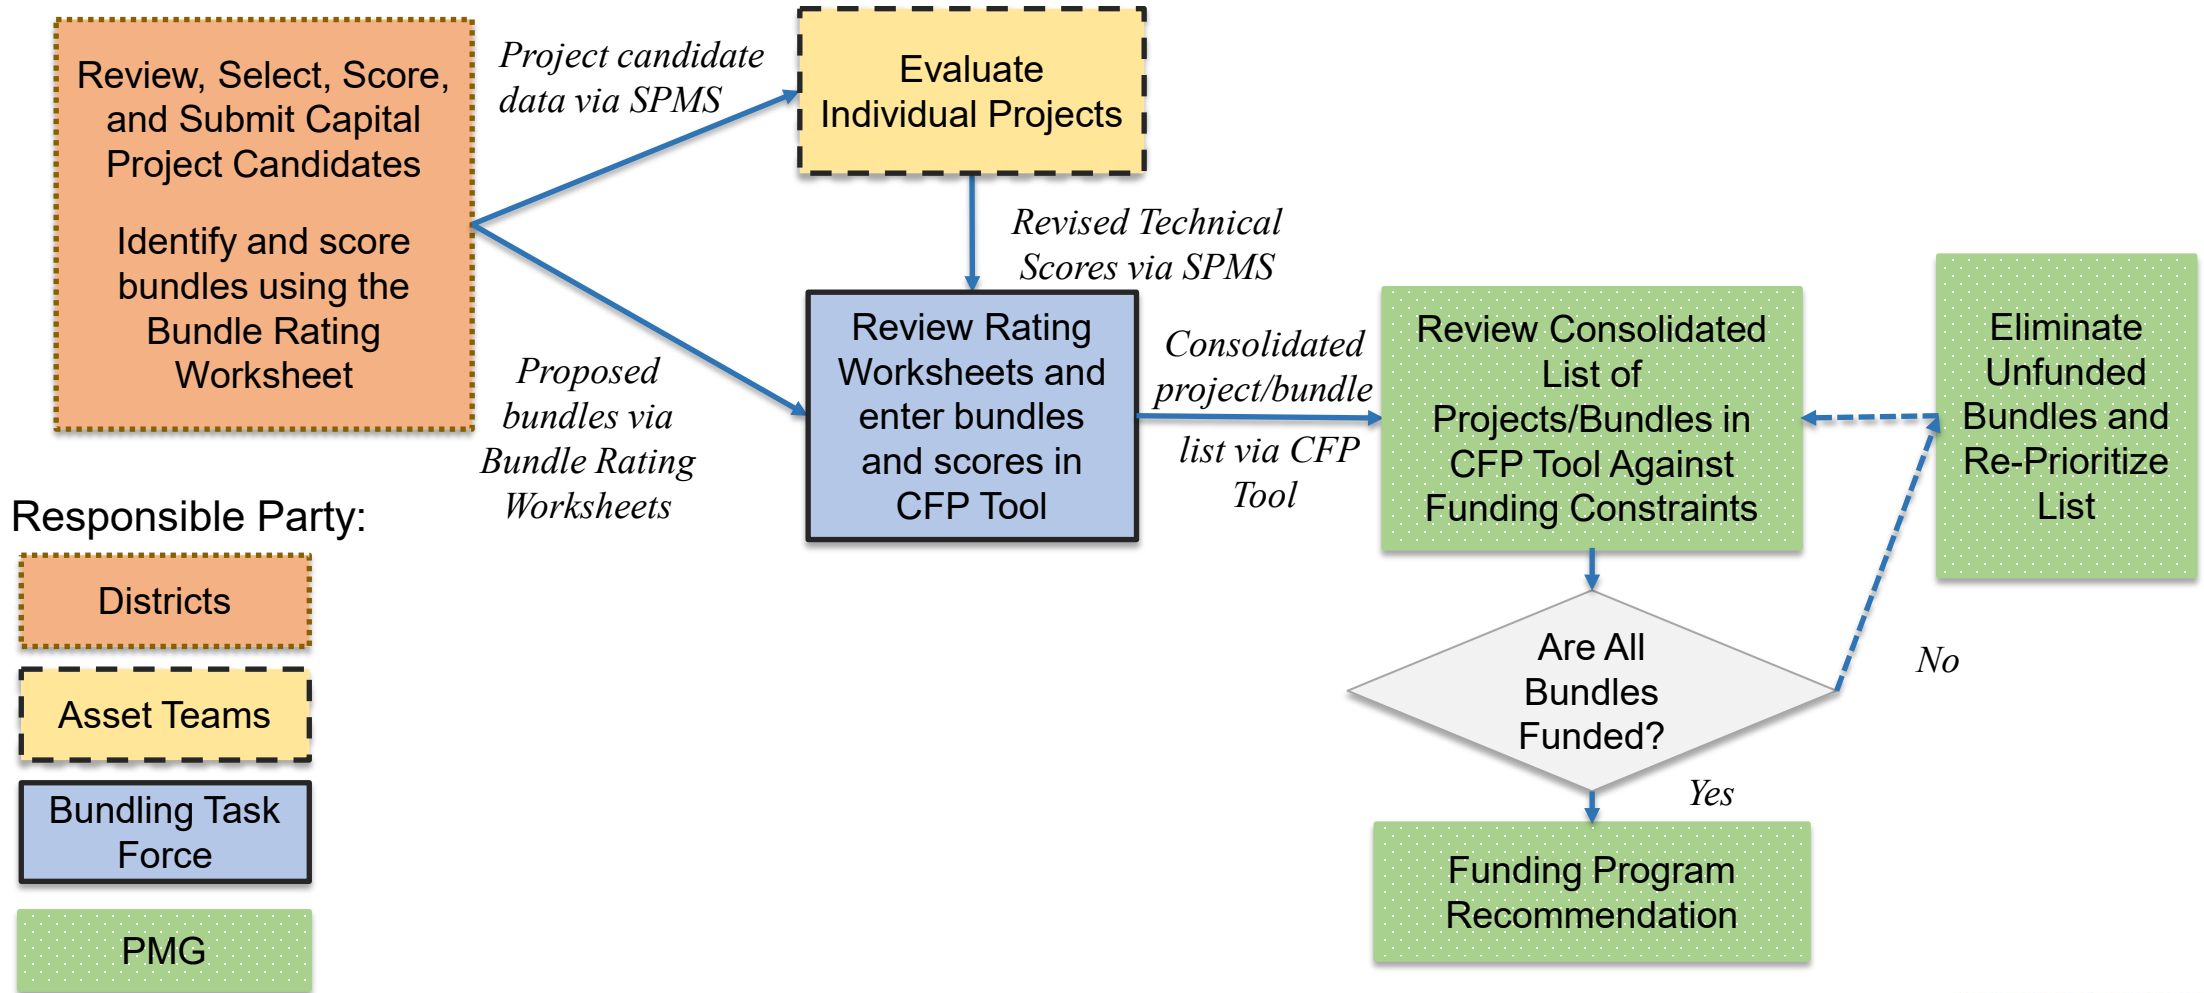 Review, Select, Score,
and Submit Capital
Project Candidates
Identify and score
bundles using the
Bundle Rating
Worksheet
Project candidate
data via SPMS
Evaluate
Individual Projects
Revised Technical
Scores via SPMS
Proposed
bundles via
Bundle Rating
Worksheets
Review Rating
Worksheets and
enter bundles
and scores in
CFP Tool
Consolidated
project/bundle
list via CFP
Tool
Review Consolidated
List of
Projects/Bundles in
CFP Tool Against
Funding Constraints
Eliminate
Unfunded
Bundles and
Re-Prioritize
List
Are All
Bundles
Funded?
No
Yes
Funding Program
Recommendation
Responsible Party:
Districts
Asset Teams
Bundling Task
Force
PMG